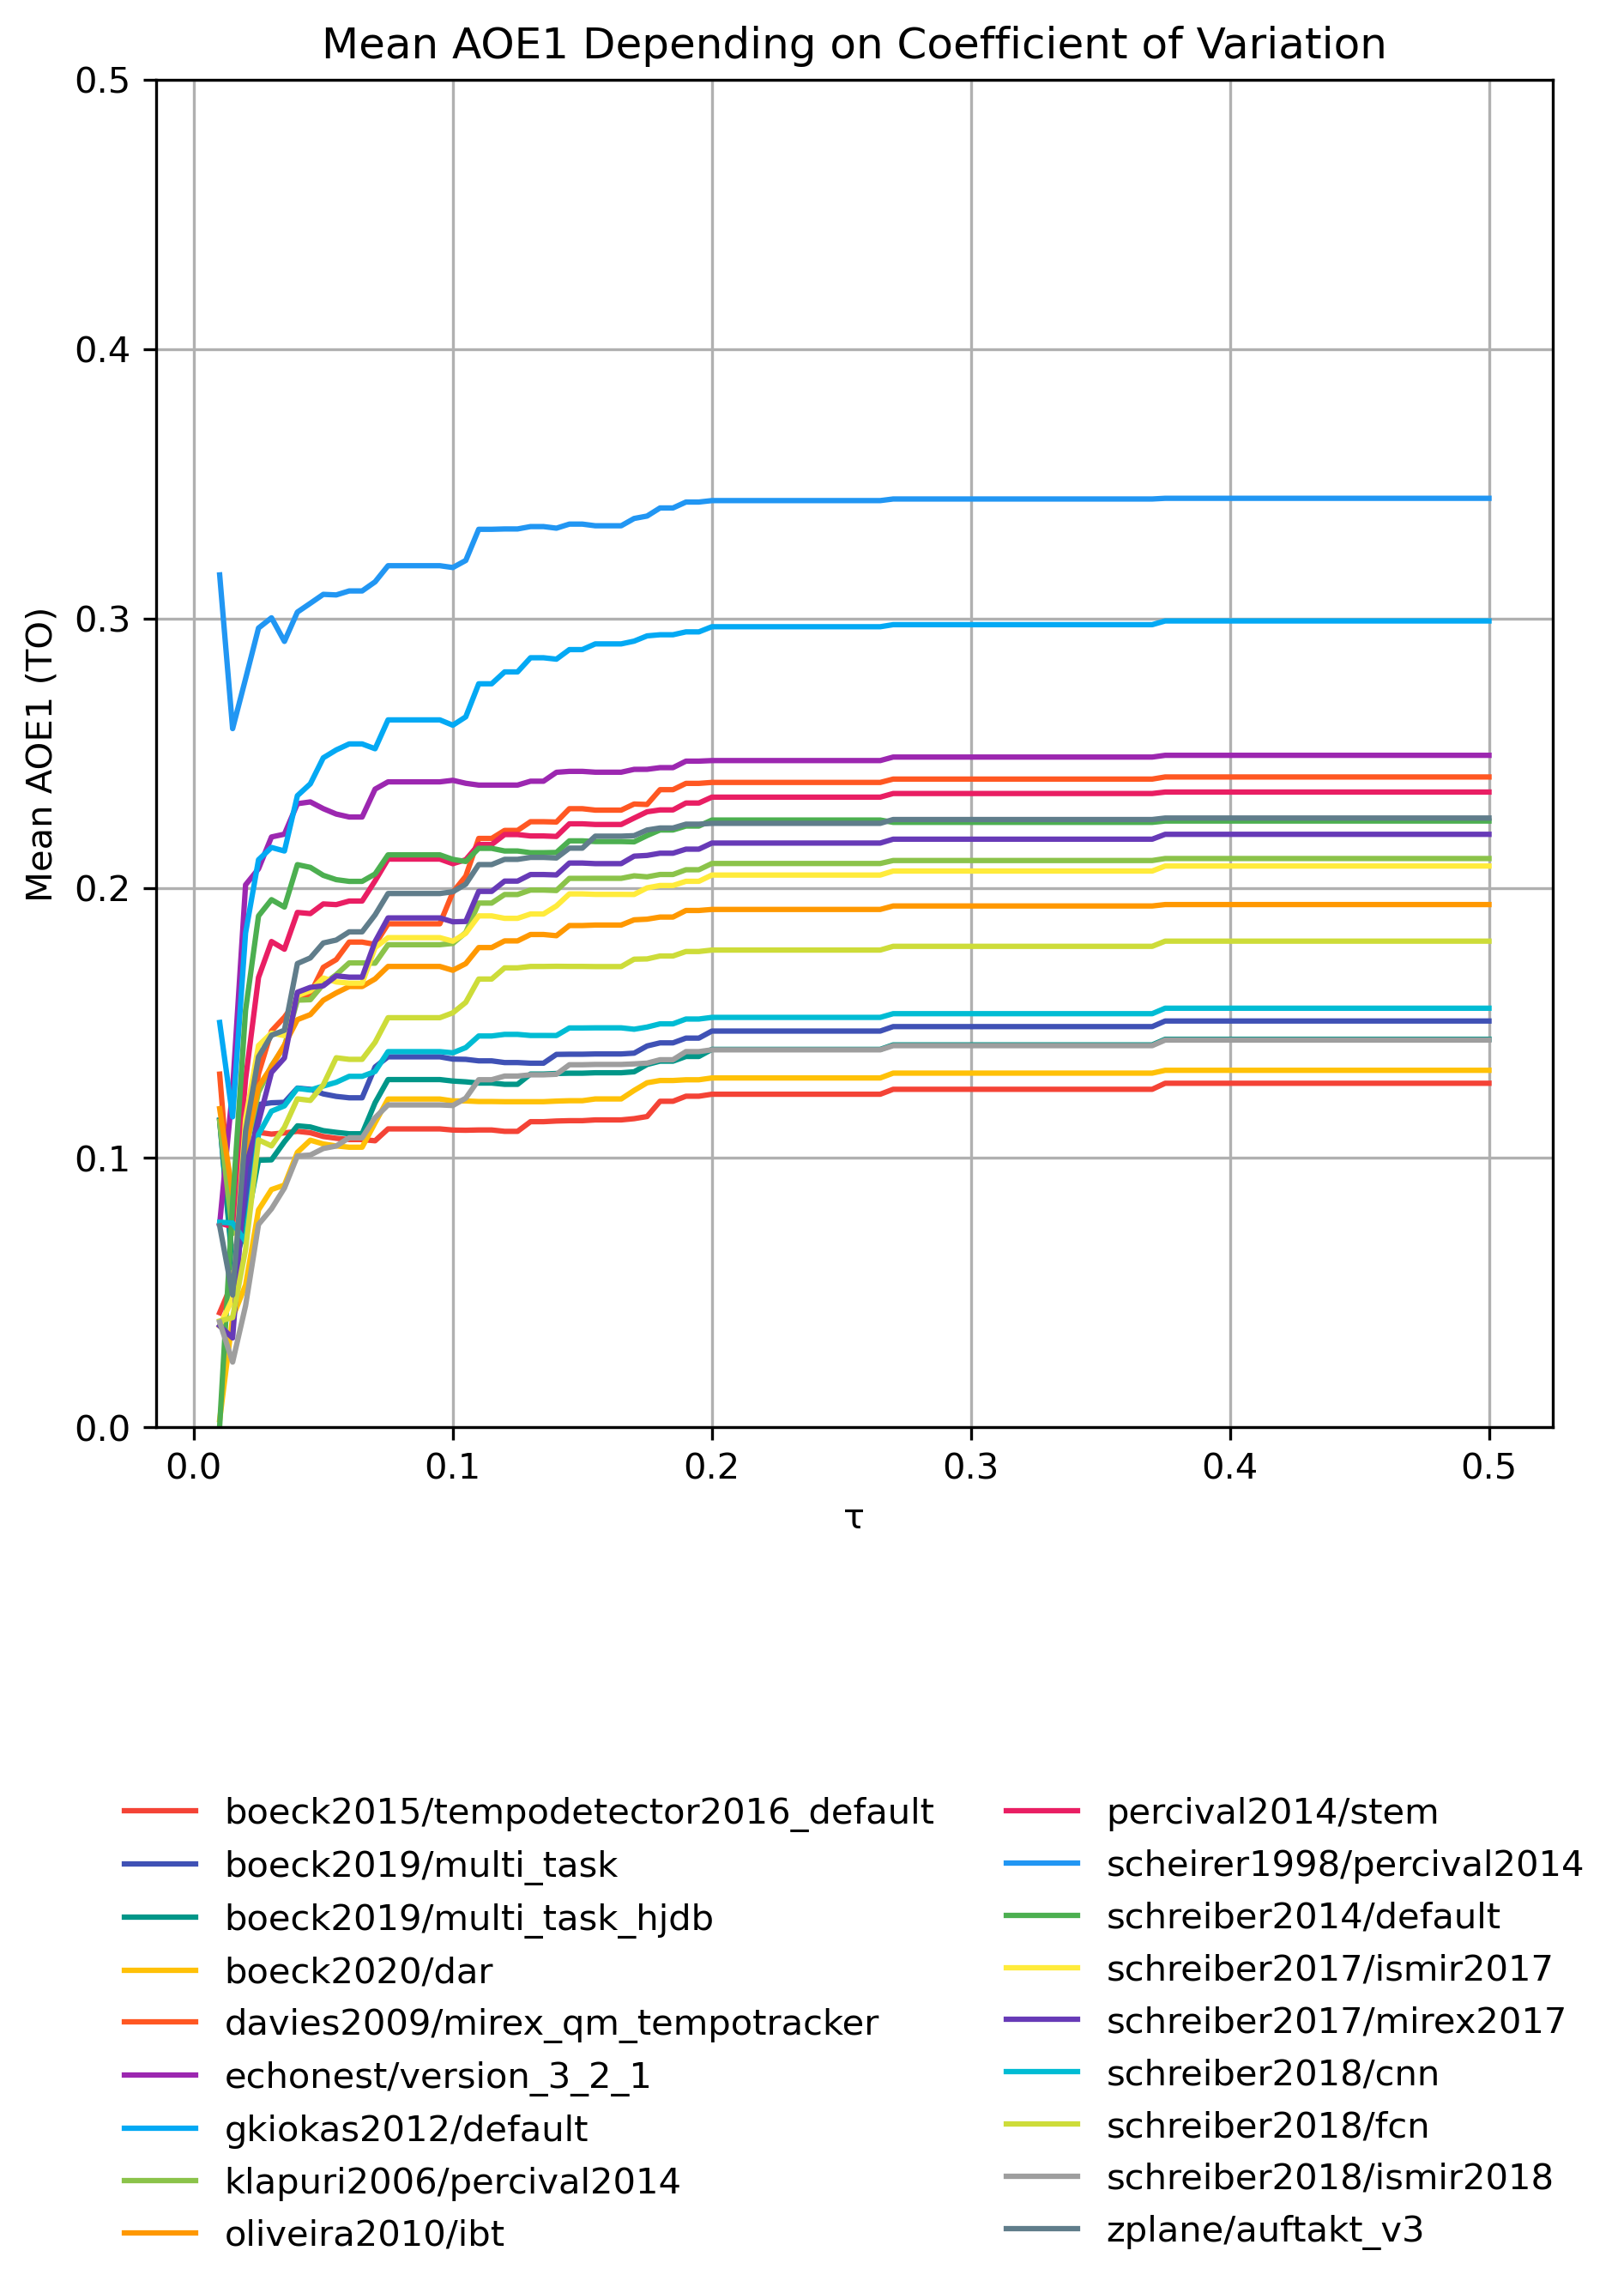 Mean AOE1 Depending on Coefficient of Variation
0.5
0.4
0.3
0.2
0.1
0.0
Mean AOE1 (TO)
0.0 0.1 0.2 0.3 0.4 0.5
τ
boeck2015/tempodetector2016_default
boeck2019/multi_task
boeck2019/multi_task_hjdb
boeck2020/dar
davies2009/mirex_qm_tempotracker
echonest/version_3_2_1
gkiokas2012/default
klapuri2006/percival2014
oliveira2010/ibt
percival2014/stem
scheirer1998/percival2014
schreiber2014/default
schreiber2017/ismir2017
schreiber2017/mirex2017
schreiber2018/cnn
schreiber2018/fcn
schreiber2018/ismir2018
zplane/auftakt_v3